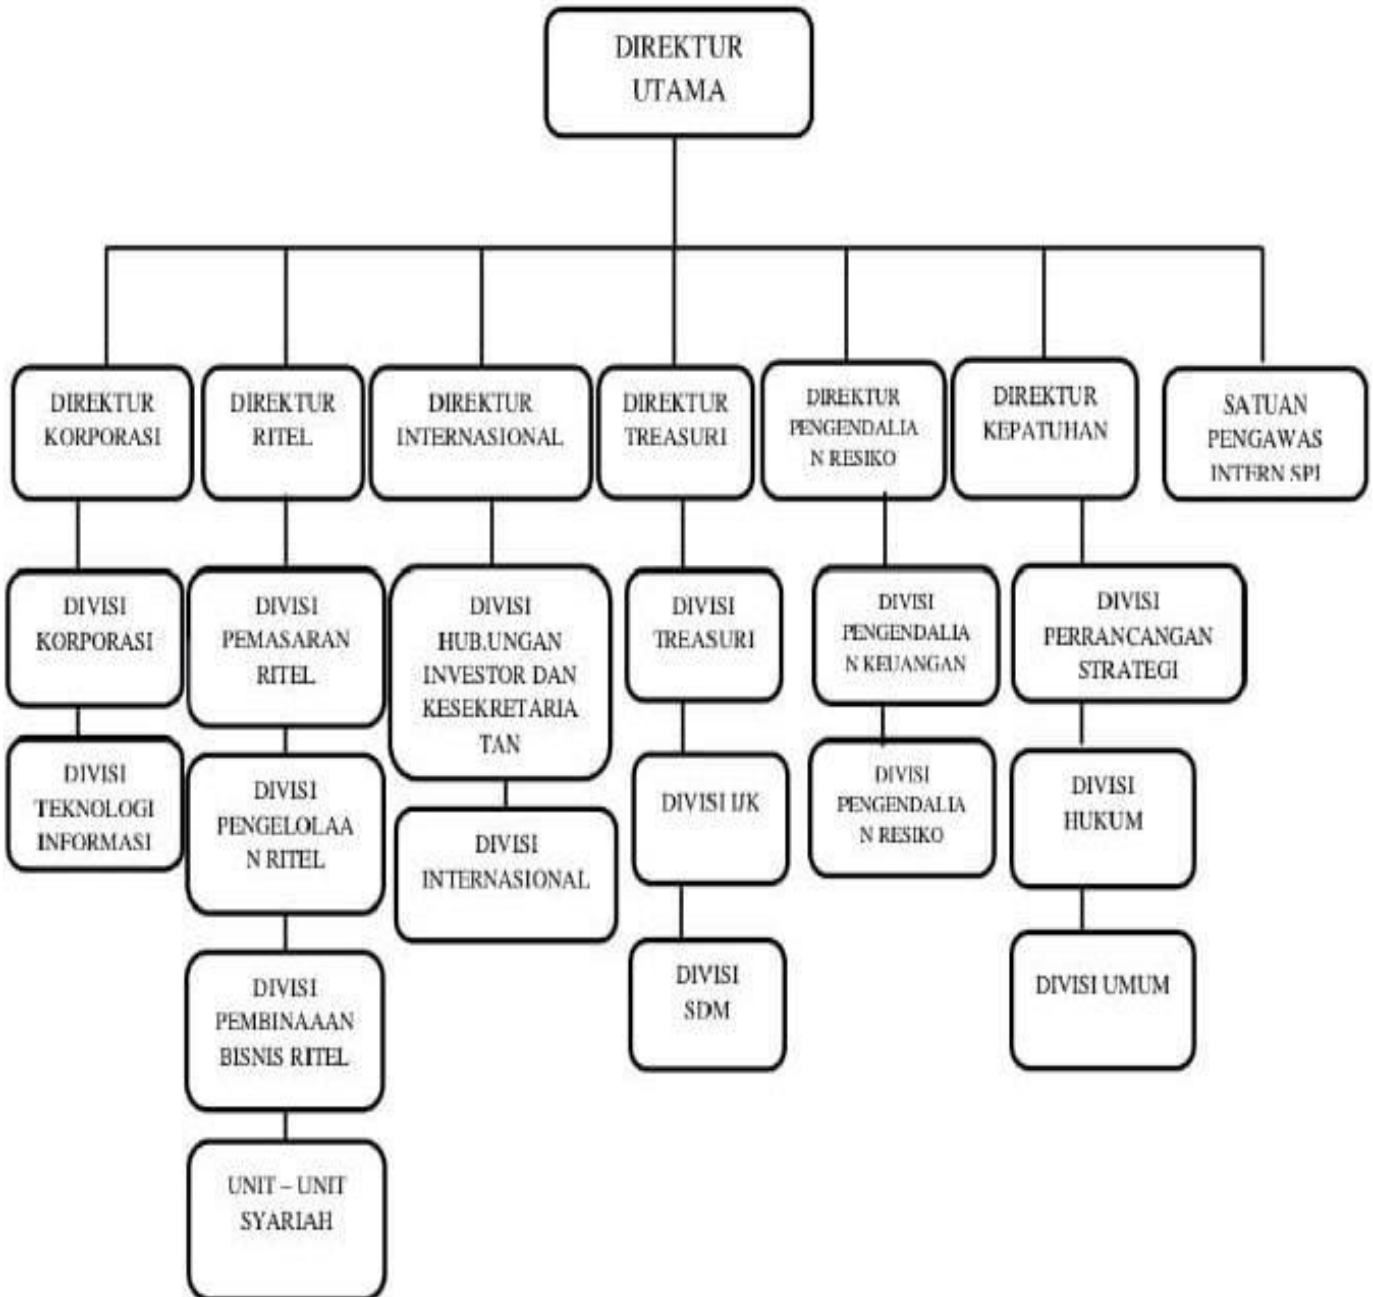 DIREKTUR
UTAMA
DIREKTUR
KORPORASI
DIREKTUR
RITEL
DIREKTUR
INTERNASIONAL
DIREKTUR
TREASURI
DIREKTUR
PENGENDALIA
N RESIKO
DIREKTUR
KEPATUHAN
SATUAN
PENGAWAS
INTERN SPI
DIVISI
KORPORASI
DIVISI
PEMASARAN
RITEL
DIVISI
HUB.UNGAN
INVESTOR DAN
KESEKRETARIA
TAN
DIVISI
TREASURI
DIVISI
PENGENDALIA
N KEUANGAN
DIVISI
PERRANCANGAN
STRATEGI
DIVISI
TEKNOLOGI
INFORMASI
DIVISI
PENGELOLAA
N RITEL
DIVISI
INTERNASIONAL
DIVISI IJK
DIVISI
PENGENDALIA
N RESIKO
DIVISI
HUKUM
DIVISI
PEMBINAAAN
BISNIS RITEL
DIVISI
SDM
DIVISI UMUM
UNIT – UNIT
SYARIAH